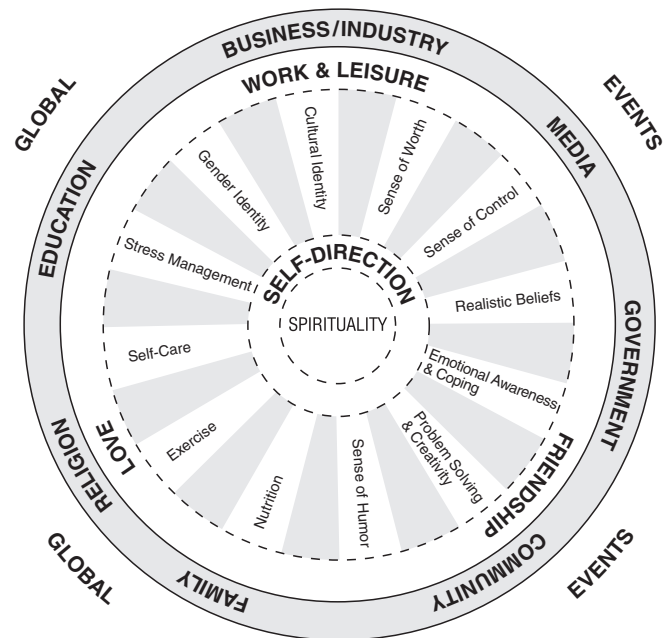 GLOBAL
EVENTS
BUSINESS/INDUSTRY
MEDIA
GOVERNMENT
COMMUNITY
FAMILY
RELIGION
EDUCATION
WORK & LEISURE
FRIENDSHIP
LOVE
Cultural Identity
Sense of Worth
Sense of Control
Realistic Beliefs
Emotional Awareness
& Coping
Problem Solving
& Creativity
Sense of Humor
Nutrition
Exercise
Self-Care
Stress Management
Gender Identity
SELF-DIRECTION
SPIRITUALITY
GLOBAL
EVENTS